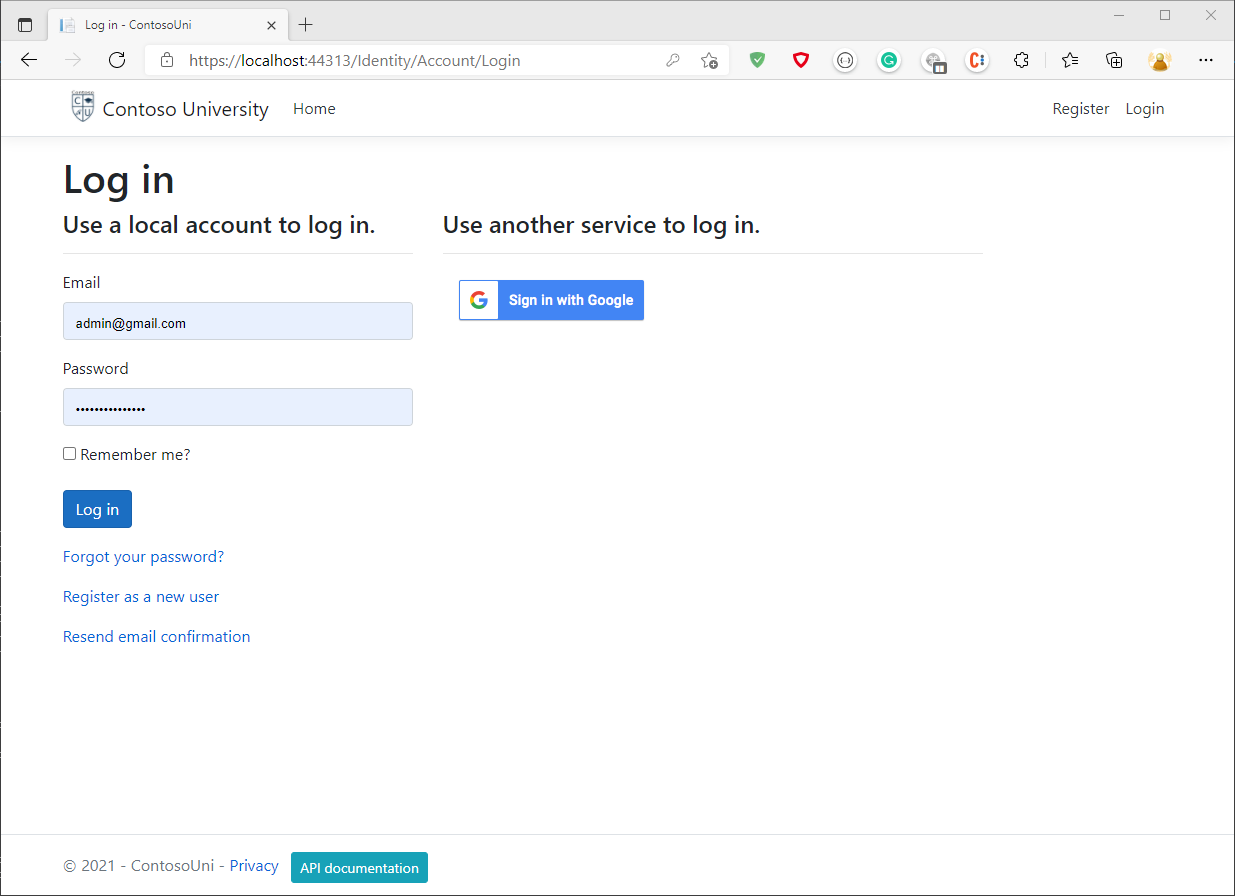 Log in - ContosoUni
https://localhost:44313/Identity/Account/Login
Contoso University Home Register Login
Log in
Use a local account to log in.
Use another service to log in.
Email
admin@gmail.com
Sign in with Google
Password
•••••••••••••••
Remember me?
Log in
Forgot your password?
Register as a new user
Resend email confirmation
© 2021 - ContosoUni - Privacy API documentation